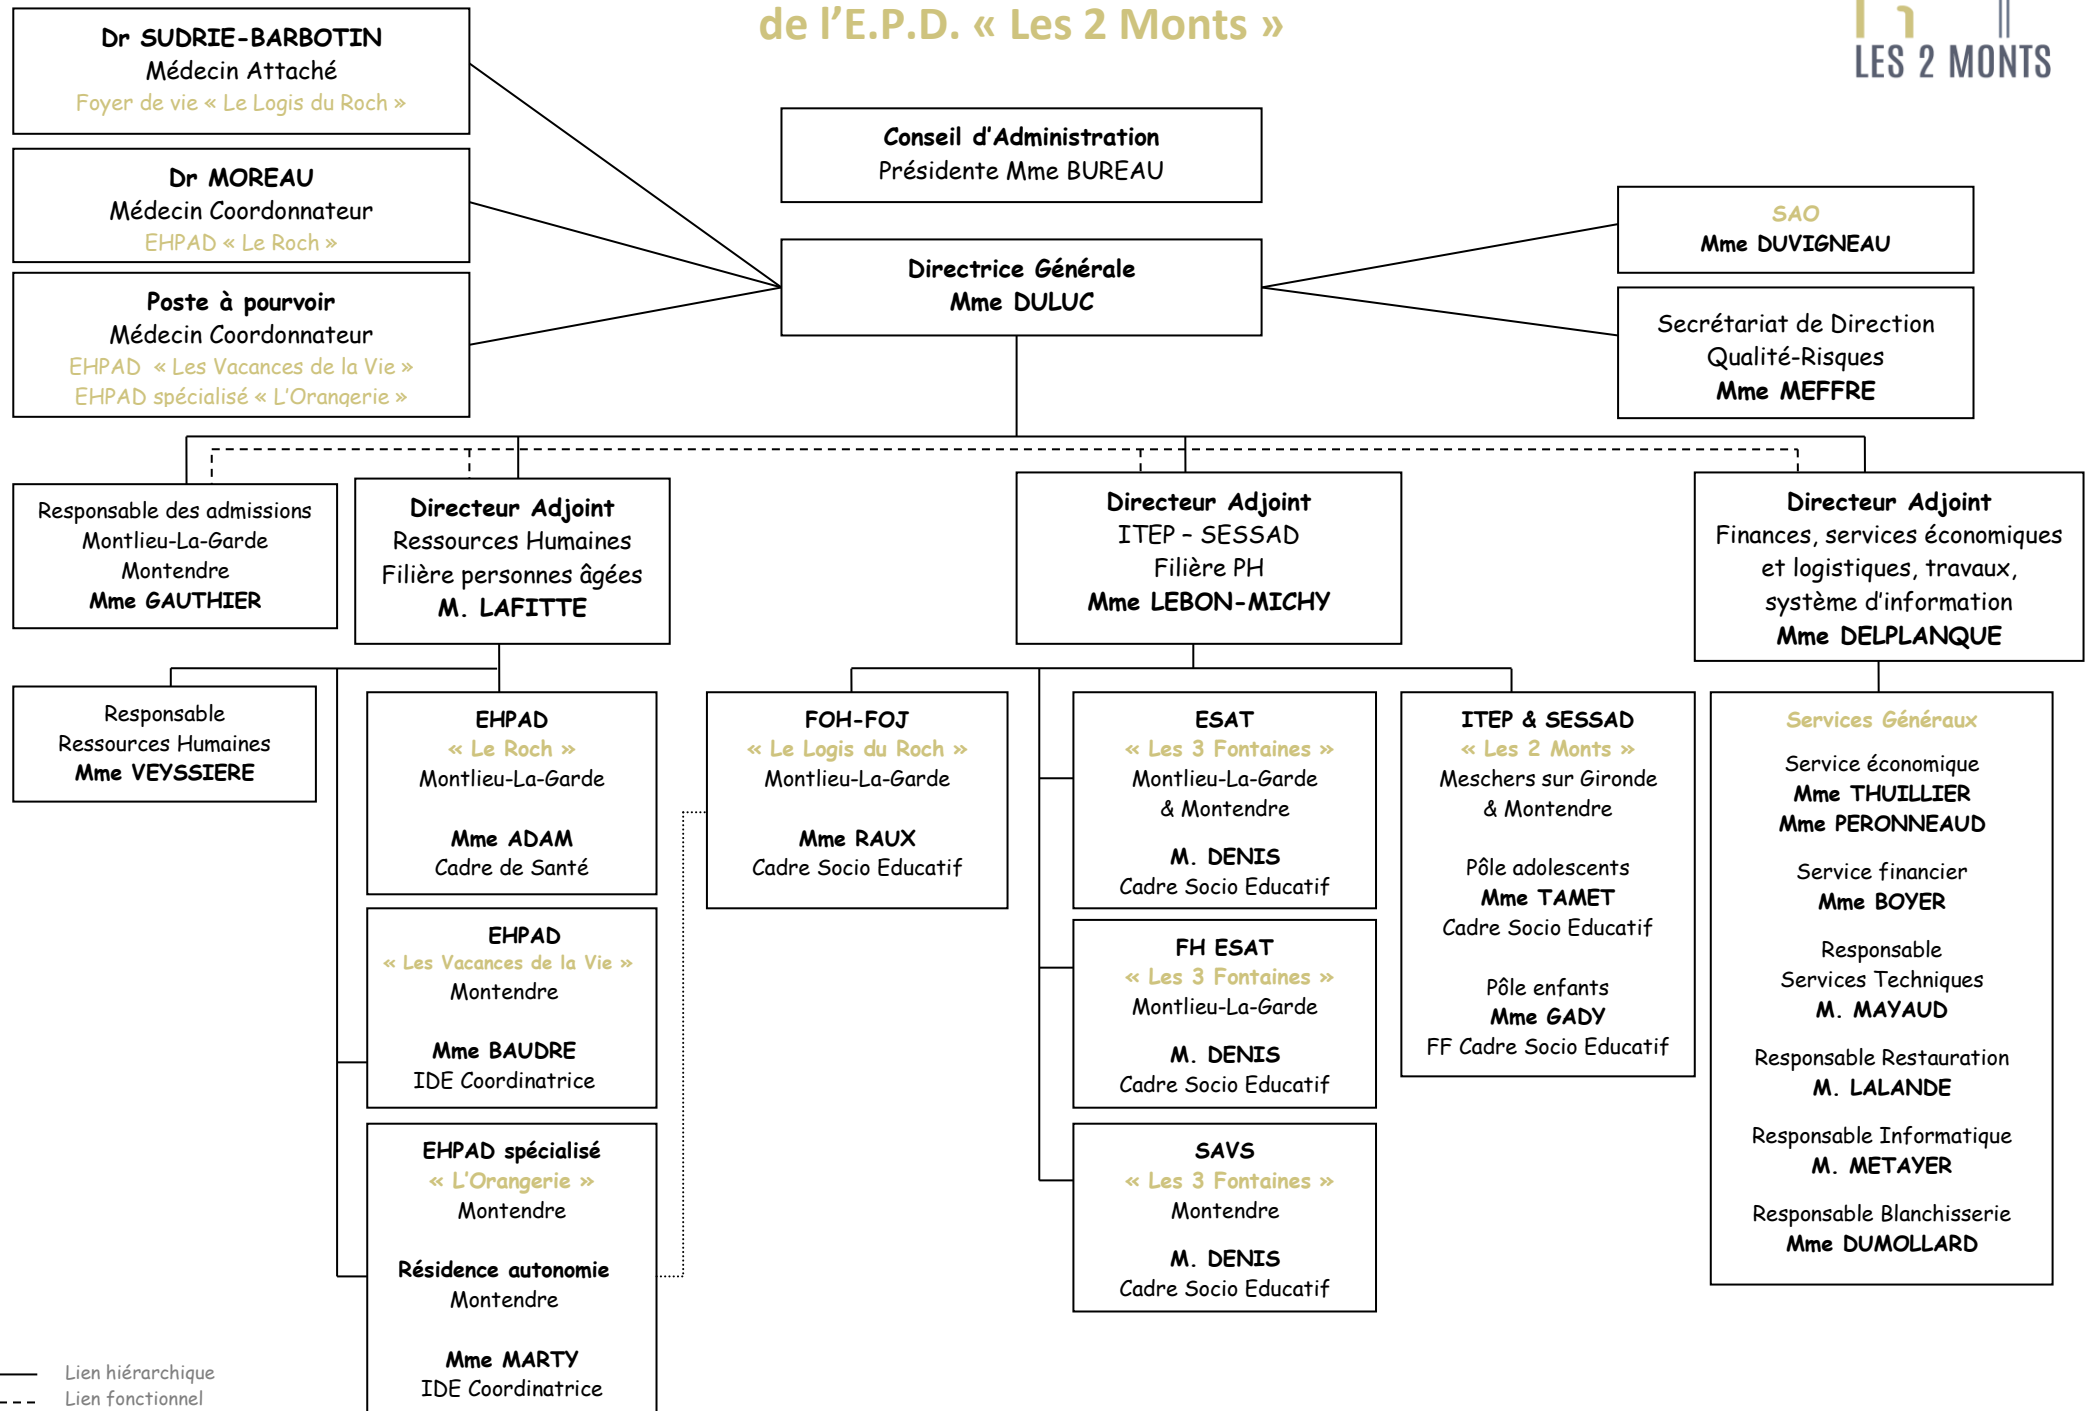 de l'E.P.D. « Les 2 Monts »
LES 2 MONTS
Dr SUDRIE-BARBOTIN
Médecin Attaché
Foyer de vie « Le Logis du Roch »
Dr MOREAU
Médecin Coordonnateur
EHPAD « Le Roch »
Poste à pourvoir
Médecin Coordonnateur
EHPAD « Les Vacances de la Vie »
EHPAD spécialisé « L'Orangerie »
Conseil d'Administration
Présidente Mme BUREAU
Directrice Générale
Mme DULUC
SAO
Mme DUVIGNEAU
Secrétariat de Direction
Qualité-Risques
Mme MEFFRE
Responsable des admissions
Montlieu-La-Garde
Montendre
Mme GAUTHIER
Directeur Adjoint
Ressources Humaines
Filière personnes âgées
M. LAFITTE
Directeur Adjoint
ITEP – SESSAD
Filière PH
Mme LEBON-MICHY
Directeur Adjoint
Finances, services économiques
et logistiques, travaux,
système d'information
Mme DELPLANQUE
Responsable
Ressources Humaines
Mme VEYSSIERE
EHPAD
« Le Roch »
Montlieu-La-Garde
Mme ADAM
Cadre de Santé
EHPAD
« Les Vacances de la Vie »
Montendre
Mme BAUDRE
IDE Coordinatrice
EHPAD spécialisé
« L'Orangerie »
Montendre
Résidence autonomie
Montendre
Mme MARTY
IDE Coordinatrice
FOH-FOJ
« Le Logis du Roch »
Montlieu-La-Garde
Mme RAUX
Cadre Socio Educatif
ESAT
« Les 3 Fontaines »
Montlieu-La-Garde
& Montendre
M. DENIS
Cadre Socio Educatif
FH ESAT
« Les 3 Fontaines »
Montlieu-La-Garde
M. DENIS
Cadre Socio Educatif
SAVS
« Les 3 Fontaines »
Montendre
M. DENIS
Cadre Socio Educatif
ITEP & SESSAD
« Les 2 Monts »
Meschers sur Gironde
& Montendre
Pôle adolescents
Mme TAMET
Cadre Socio Educatif
Pôle enfants
Mme GADY
FF Cadre Socio Educatif
Services Généraux
Service économique
Mme THUILLIER
Mme PERONNEAUD
Service financier
Mme BOYER
Responsable
Services Techniques
M. MAYAUD
Responsable Restauration
M. LALANDE
Responsable Informatique
M. METAYER
Responsable Blanchisserie
Mme DUMOLLARD
Lien hiérarchique
Lien fonctionnel